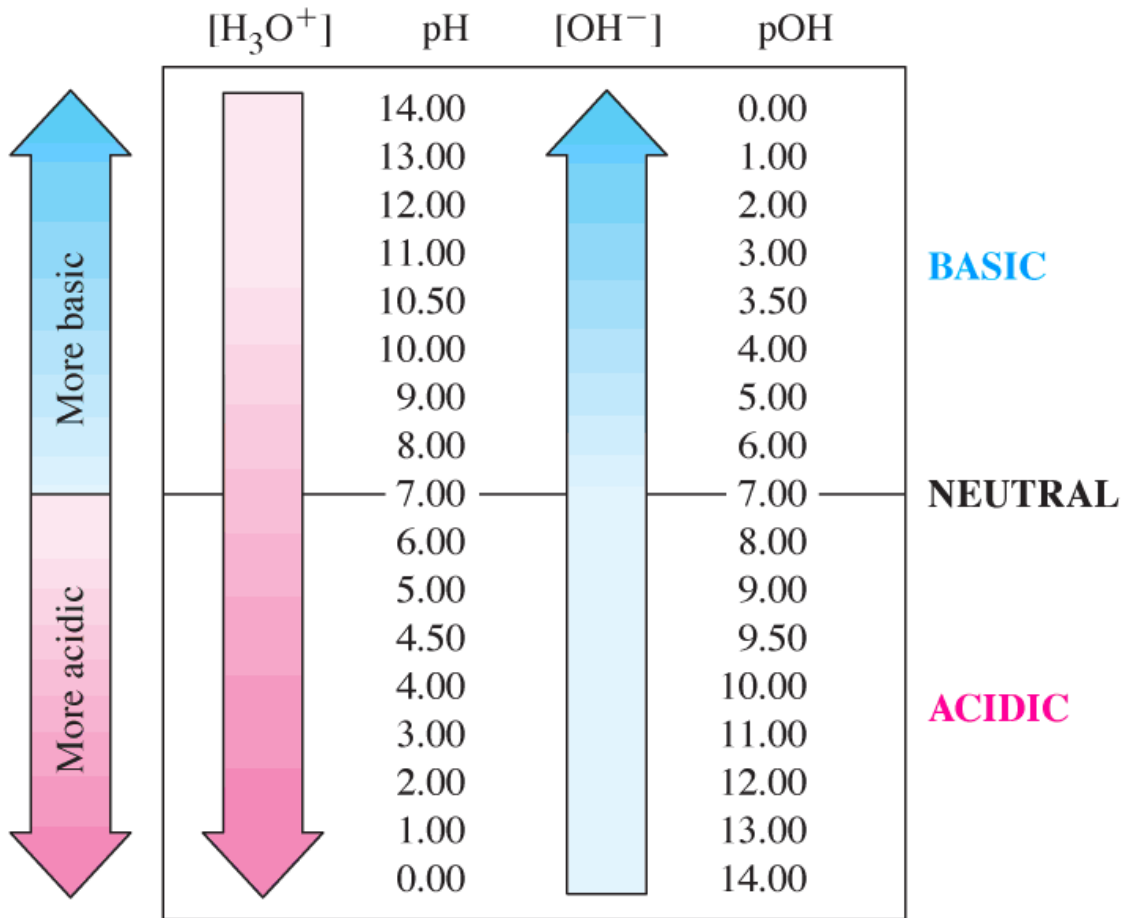 [H₃O⁺] pH [OH⁻] pOH
14.00 0.00
13.00 1.00
12.00 2.00
11.00 3.00
BASIC
10.50 3.50
10.00 4.00
9.00 5.00
8.00 6.00
More basic
7.00 7.00 NEUTRAL
6.00 8.00
5.00 9.00
4.50 9.50
4.00 10.00
ACIDIC
3.00 11.00
2.00 12.00
1.00 13.00
0.00 14.00
More acidic